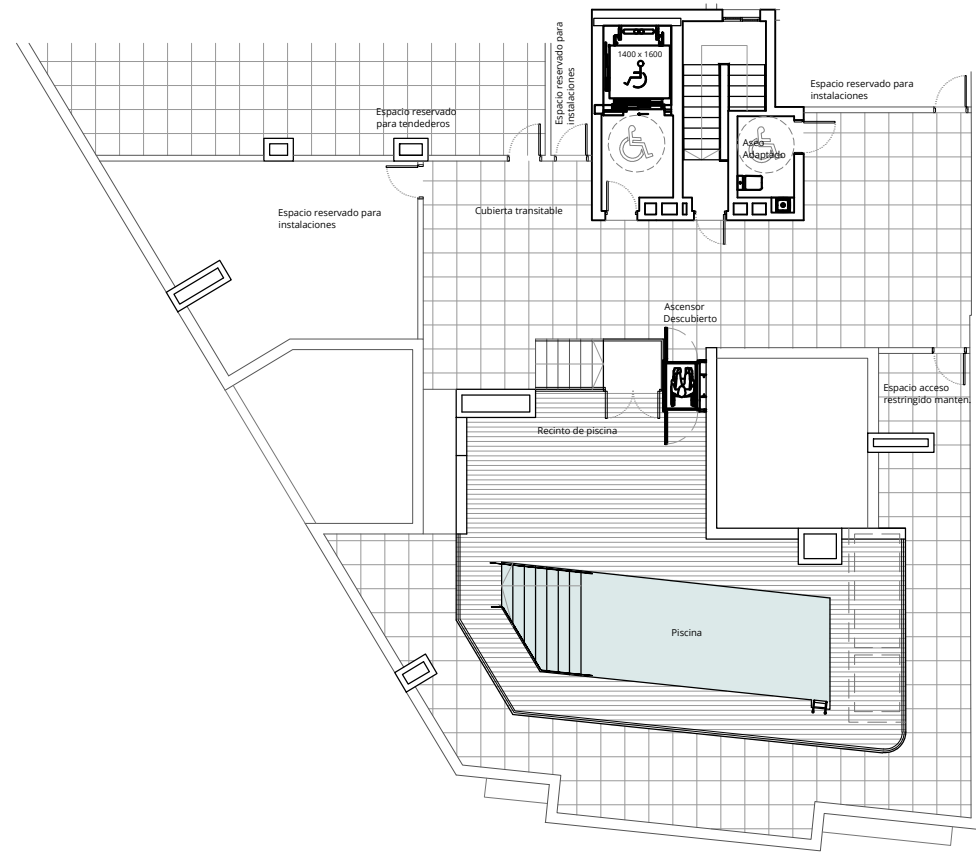 Espacio reservado para
instalaciones
1400 x 1600
Espacio reservado para
instalaciones
Espacio reservado
para tendederos
Aseo
Adaptado
Espacio reservado para
instalaciones
Cubierta transitable
Ascensor
Descubierto
Espacio acceso
restringido manten.
Recinto de piscina
Piscina